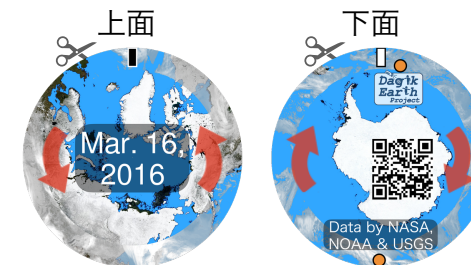 上面
下面
Mar. 16,
2016
Dagik
Earth
Project
Data by NASA,
NOAA & USGS